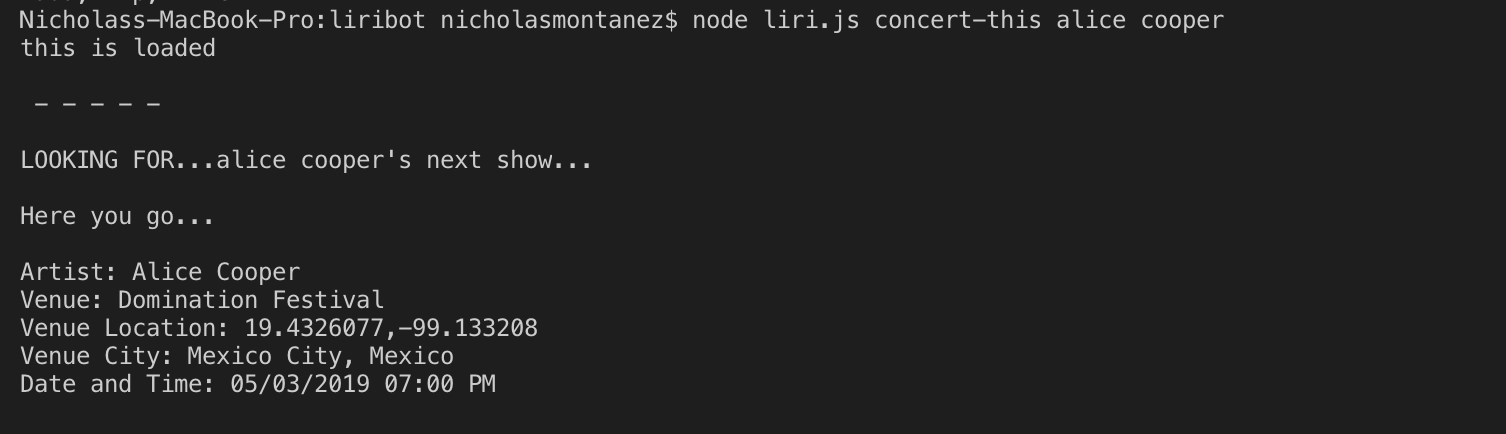 Nicholass-MacBook-Pro:liribot nicholasmontanez$ node liri.js concert-this alice cooper
this is loaded
- - - - -
LOOKING FOR...alice cooper's next show...
Here you go...
Artist: Alice Cooper
Venue: Domination Festival
Venue Location: 19.4326077,-99.133208
Venue City: Mexico City, Mexico
Date and Time: 05/03/2019 07:00 PM